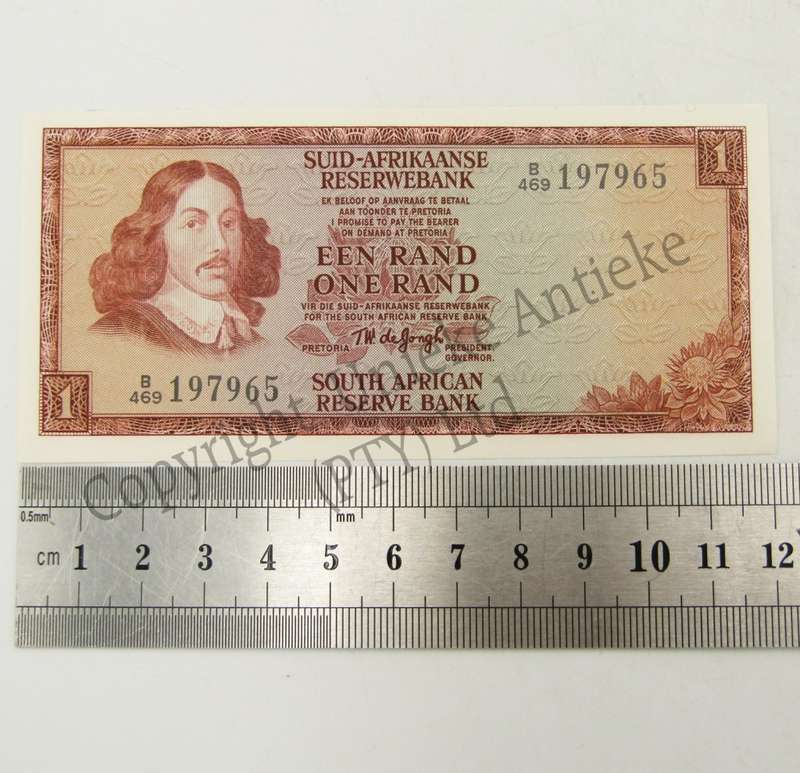 SUID-AFRIKAANSE
RESERWEBANK
B/469 197965
1
EK BELOOF OP AANVRAAG TE BETAAL
AAN TOONDER TE PRETORIA
I PROMISE TO PAY THE BEARER
ON DEMAND AT PRETORIA
EEN RAND
ONE RAND
VIR DIE SUID-AFRIKAANSE RESERWEBANK
FOR THE SOUTH AFRICAN RESERVE BANK
TW de Jongh
PRETORIA
PRESIDENT
GOVERNOR.
1
B/469 197965
SOUTH AFRICAN
RESERVE BANK
Copyright Unieke Antieke
(PTY) Ltd
0.5mm
mm
cm 1 2 3 4 5 6 7 8 9 10 11 12